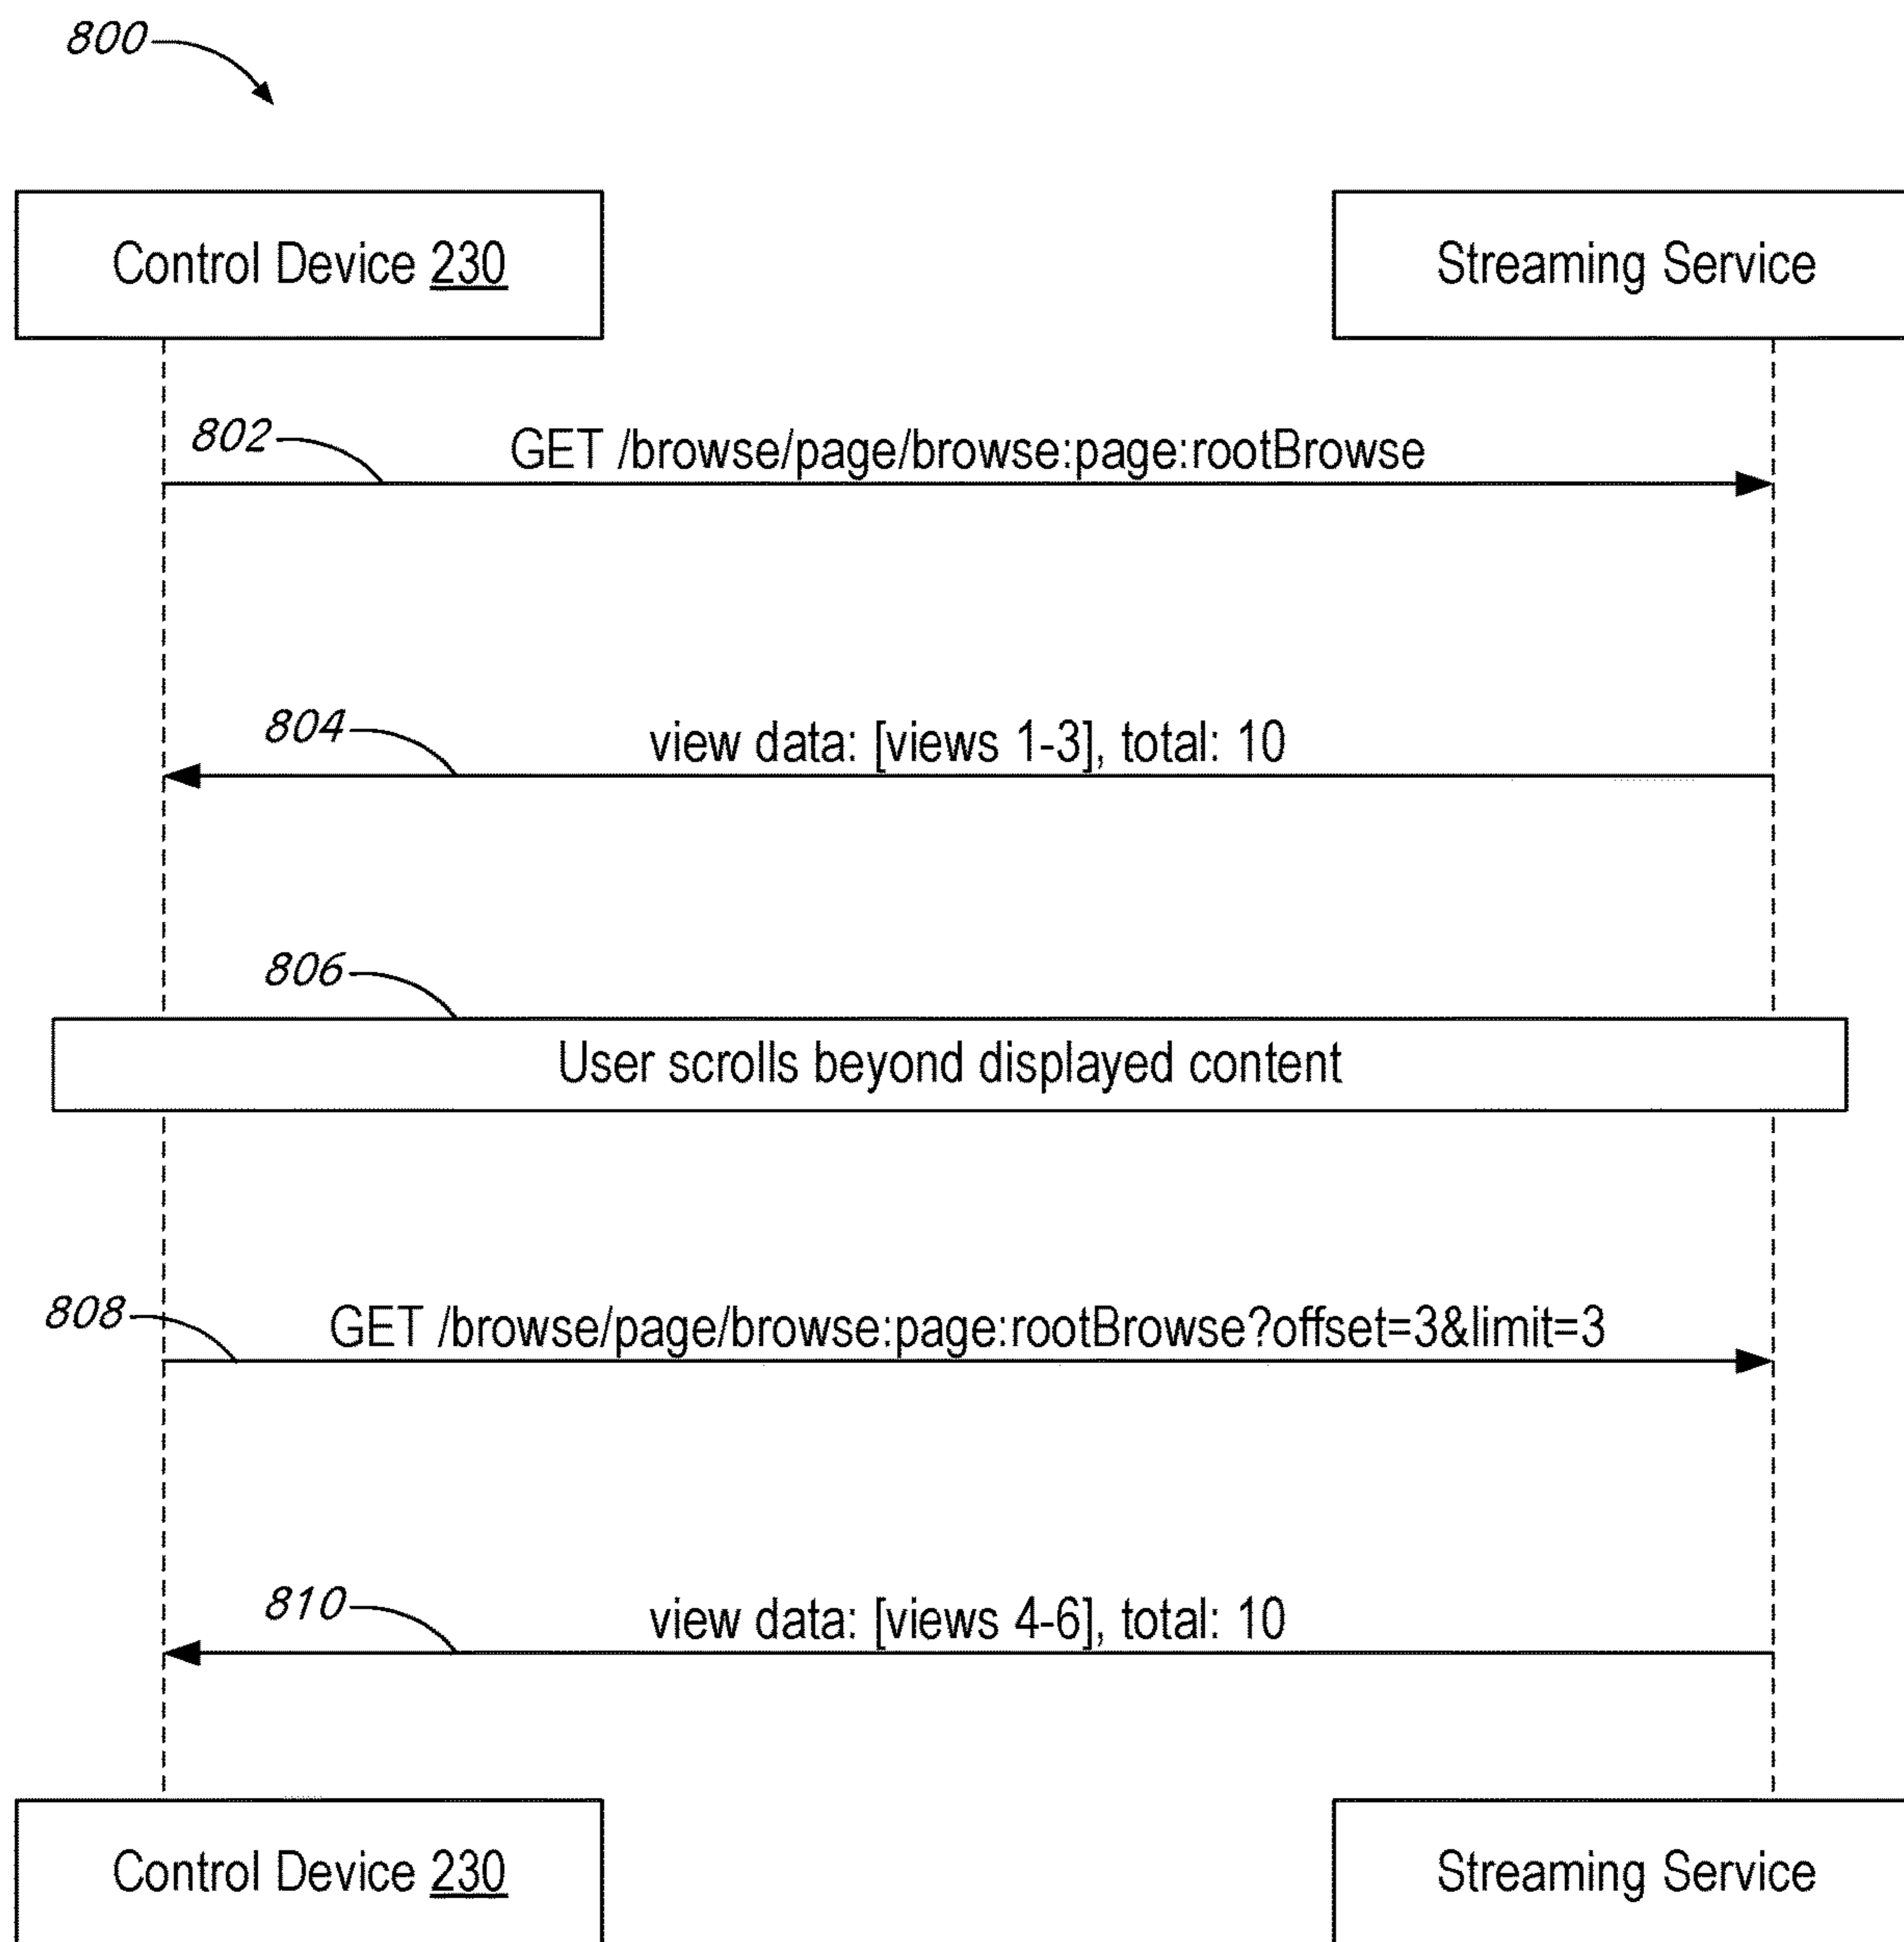 800
Control Device 230
Streaming Service
802
GET /browse/page/browse:page:rootBrowse
804
view data: [views 1-3], total: 10
806
User scrolls beyond displayed content
808
GET /browse/page/browse:page:rootBrowse?offset=3&limit=3
810
view data: [views 4-6], total: 10
Control Device 230
Streaming Service